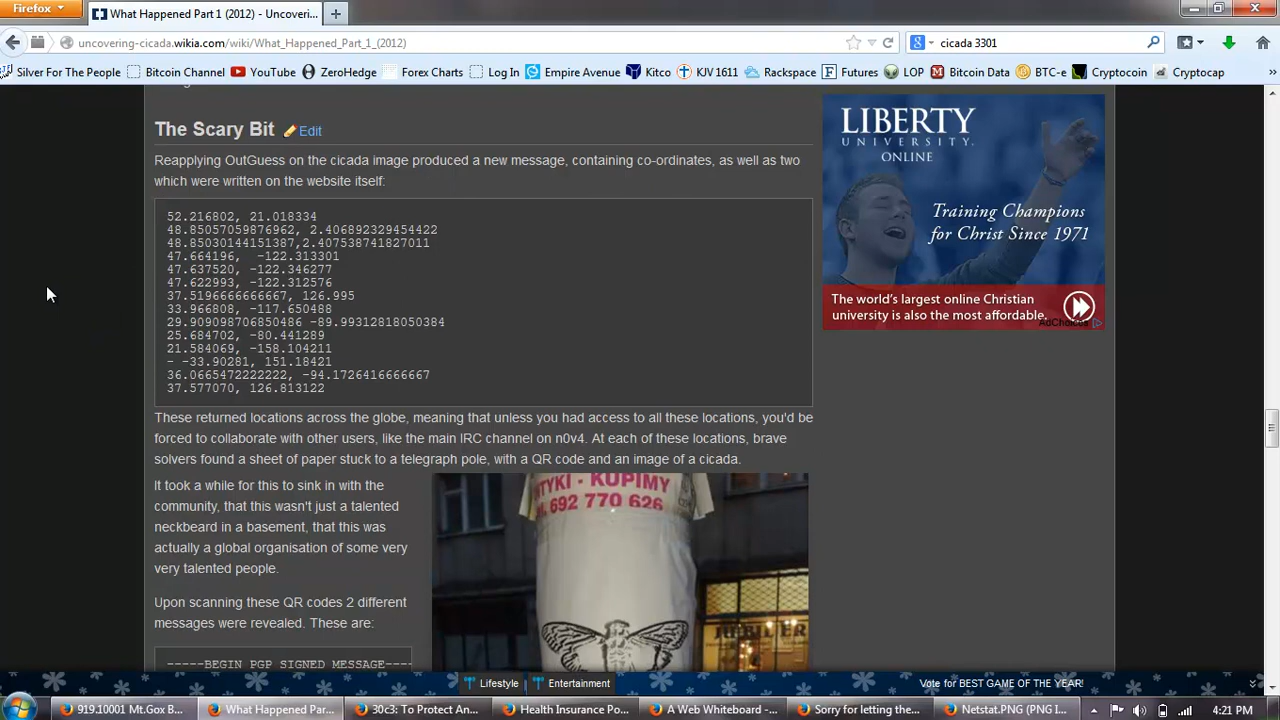 Firefox
What Happened Part 1 (2012) - Uncoveri...
uncovering-cicada.wikia.com/wiki/What_Happened_Part_1_(2012)
cicada 3301
Silver For The People
Bitcoin Channel
YouTube
ZeroHedge
Forex Charts
Log In
Empire Avenue
Kitco
KJV 1611
Rackspace
Futures
LOP
Bitcoin Data
BTC-e
Cryptocoin
Cryptocap
The Scary Bit Edit
Reapplying OutGuess on the cicada image produced a new message, containing co-ordinates, as well as two
which were written on the website itself:
52.216802, 21.018334
48.85057059876962, 2.406892329454422
48.85030144151387,2.407538741827011
47.664196, -122.313301
47.637520, -122.346277
47.622993, -122.312576
37.5196666666667, 126.995
33.966808, -117.650488
29.909098706850486 -89.99312818050384
25.684702, -80.441289
21.584069, -158.104211
- -33.90281, 151.18421
36.0665472222222, -94.1726416666667
37.577070, 126.813122
These returned locations across the globe, meaning that unless you had access to all these locations, you'd be
forced to collaborate with other users, like the main IRC channel on n0v4. At each of these locations, brave
solvers found a sheet of paper stuck to a telegraph pole, with a QR code and an image of a cicada.
It took a while for this to sink in with the
community, that this wasn't just a talented
neckbeard in a basement, that this was
actually a global organisation of some very
very talented people.
Upon scanning these QR codes 2 different
messages were revealed. These are:
-----BEGIN PGP SIGNED MESSAGE----
TYKI - KUPIMY
692 770 626
LIBERTY
UNIVERSITY
ONLINE
Training Champions
for Christ Since 1971
The world's largest online Christian
university is also the most affordable.
AdChoices
Lifestyle
Entertainment
Vote for BEST GAME OF THE YEAR!
919.10001 Mt.Gox B...
What Happened Par...
30c3: To Protect An...
Health Insurance Po...
A Web Whiteboard -...
Sorry for letting the...
Netstat.PNG (PNG I...
4:21 PM